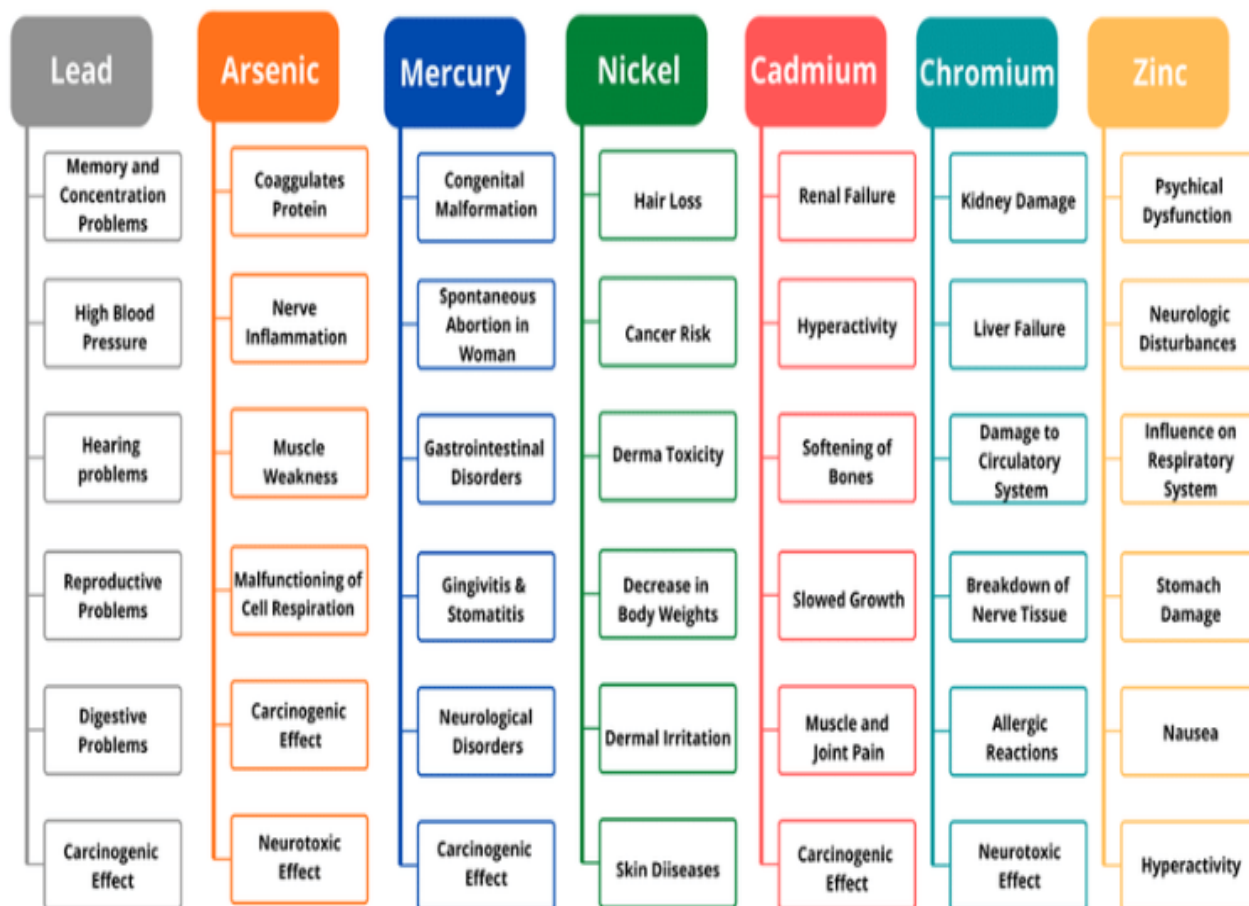 Lead
Memory and
Concentration
Problems
High Blood
Pressure
Hearing
problems
Reproductive
Problems
Digestive
Problems
Carcinogenic
Effect
Arsenic
Coaggulates
Protein
Nerve
Inflammation
Muscle
Weakness
Malfunctioning of
Cell Respiration
Carcinogenic
Effect
Neurotoxic
Effect
Mercury
Congenital
Malformation
Spontaneous
Abortion in
Woman
Gastrointestinal
Disorders
Gingivitis &
Stomatitis
Neurological
Disorders
Carcinogenic
Effect
Nickel
Hair Loss
Cancer Risk
Derma Toxicity
Decrease in
Body Weights
Dermal Irritation
Skin Diiseases
Cadmium
Renal Failure
Hyperactivity
Softening of
Bones
Slowed Growth
Muscle and
Joint Pain
Carcinogenic
Effect
Chromium
Kidney Damage
Liver Failure
Damage to
Circulatory
System
Breakdown of
Nerve Tissue
Allergic
Reactions
Neurotoxic
Effect
Zinc
Psychical
Dysfunction
Neurologic
Disturbances
Influence on
Respiratory
System
Stomach
Damage
Nausea
Hyperactivity